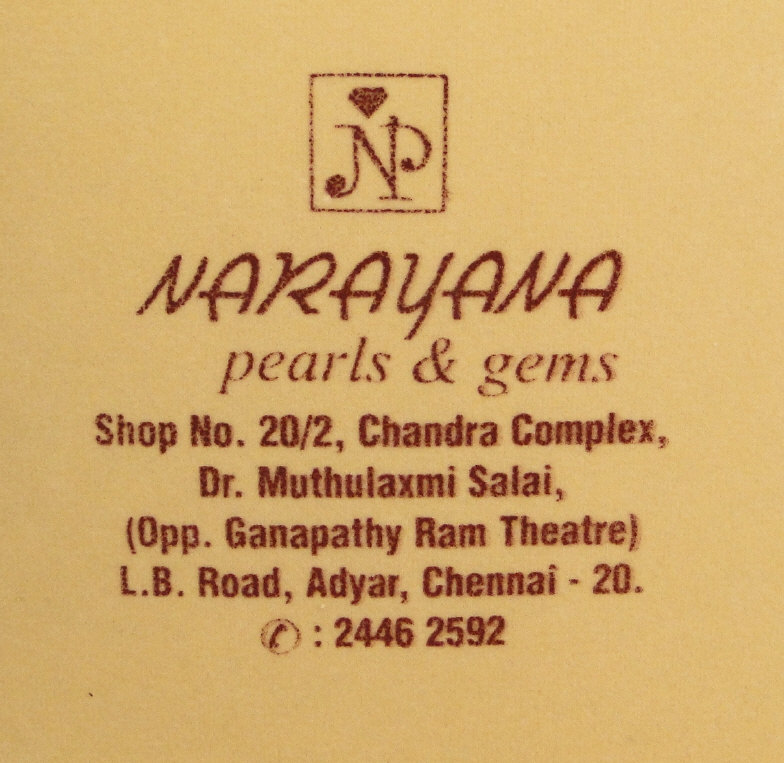 NP
NARAYANA
pearls & gems
Shop No. 20/2, Chandra Complex,
Dr. Muthulaxmi Salai,
(Opp. Ganapathy Ram Theatre)
L.B. Road, Adyar, Chennai - 20.
✆ : 2446 2592